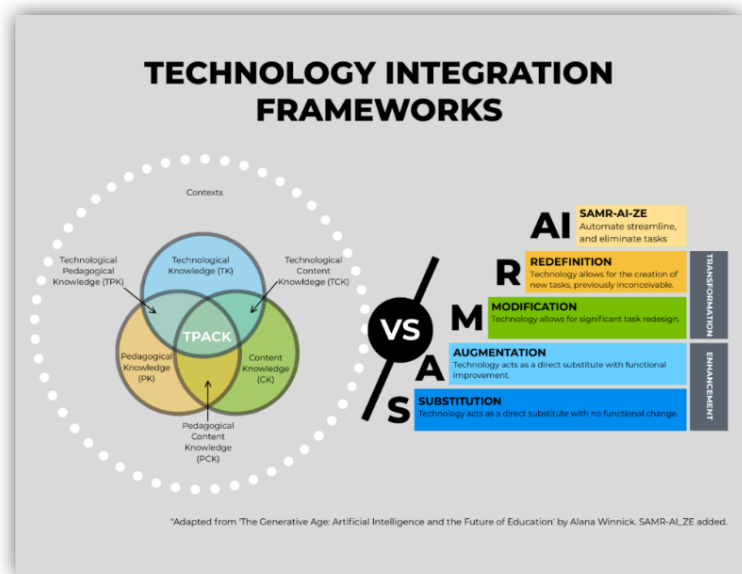 TECHNOLOGY INTEGRATION
FRAMEWORKS
Contexts
Technological
Pedagogical
Knowledge (TPK)
Technological
Knowledge (TK)
Technological
Content
Knowldege (TCK)
TPACK
Pedagogical
Knowledge
(PK)
Content
Knowledge
(CK)
Pedagogical
Content
Knowledge
(PCK)
VS
AI
SAMR-AI-ZE
Automate streamline,
and eliminate tasks
R
REDEFINITION
Technology allows for the creation of
new tasks, previously inconceivable.
M
MODIFICATION
Technology allows for significant task redesign.
TRANSFORMATION
A
AUGMENTATION
Technology acts as a direct substitute with functional
improvement.
S
SUBSTITUTION
Technology acts as a direct substitute with no functional change.
ENHANCEMENT
"Adapted from 'The Generative Age: Artificial Intelligence and the Future of Education' by Alana Winnick. SAMR-AI_ZE added.